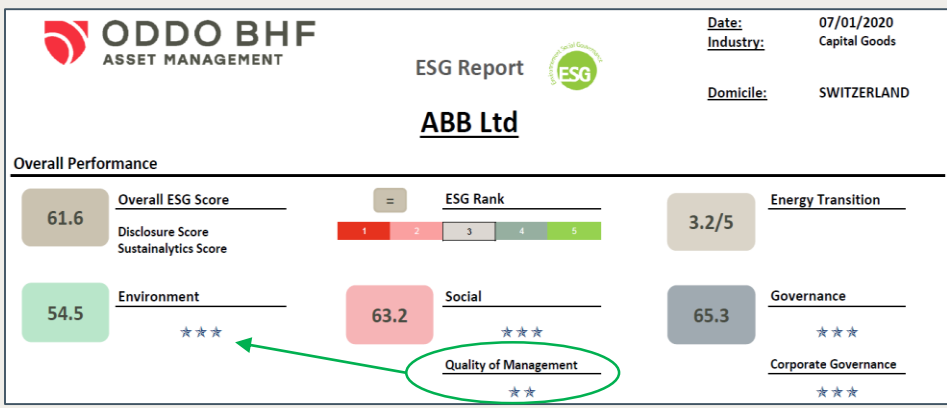 ODDO BHF
ASSET MANAGEMENT
ESG Report
ESG
ABB Ltd
Date: 07/01/2020
Industry: Capital Goods
Domicile: SWITZERLAND
Overall Performance
61.6
Overall ESG Score
Disclosure Score
Sustainalytics Score
=
ESG Rank
1 2 3 4 5
3.2/5
Energy Transition
54.5
Environment
63.2
Social
65.3
Governance
Quality of Management
Corporate Governance